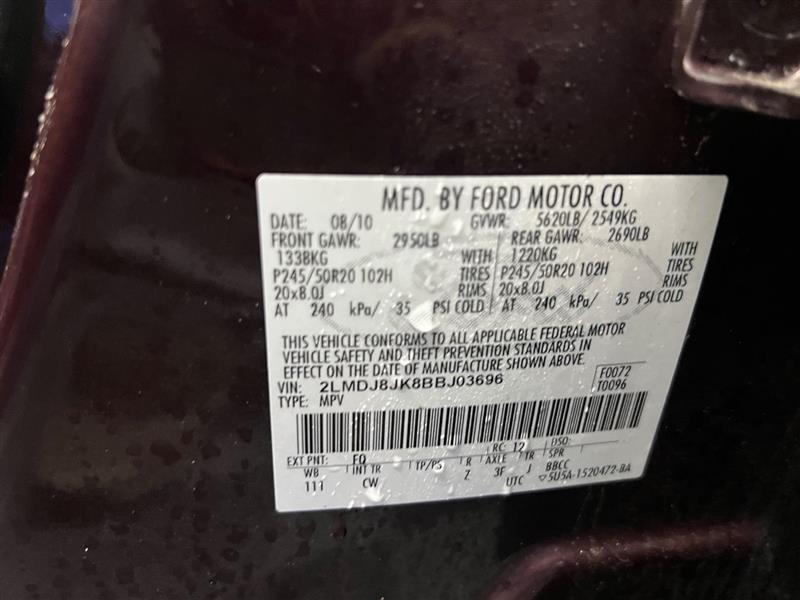 MFD. BY FORD MOTOR CO.
DATE: 08/10 GVWR: 5620LB/ 2549KG
FRONT GAWR: 2950LB REAR GAWR: 2690LB
1338KG WITH 1220KG WITH
P245/50R20 102H TIRES P245/50R20 102H TIRES
20x8.0J RIMS 20x8.0J RIMS
AT 240 kPa/ 35 PSI COLD AT 240 kPa/ 35 PSI COLD
THIS VEHICLE CONFORMS TO ALL APPLICABLE FEDERAL MOTOR
VEHICLE SAFETY AND THEFT PREVENTION STANDARDS IN
EFFECT ON THE DATE OF MANUFACTURE SHOWN ABOVE.
VIN: 2LMDJ8JK8BBJ03696 F0072
TYPE: MPV T0096
EXT PNT: FQ RC: 12 DSO:
WB INT TR TP/PS R AXLE TR SPR
111 CW Z 3F J BBCC
UTC ▽5U5A-1520472-BA